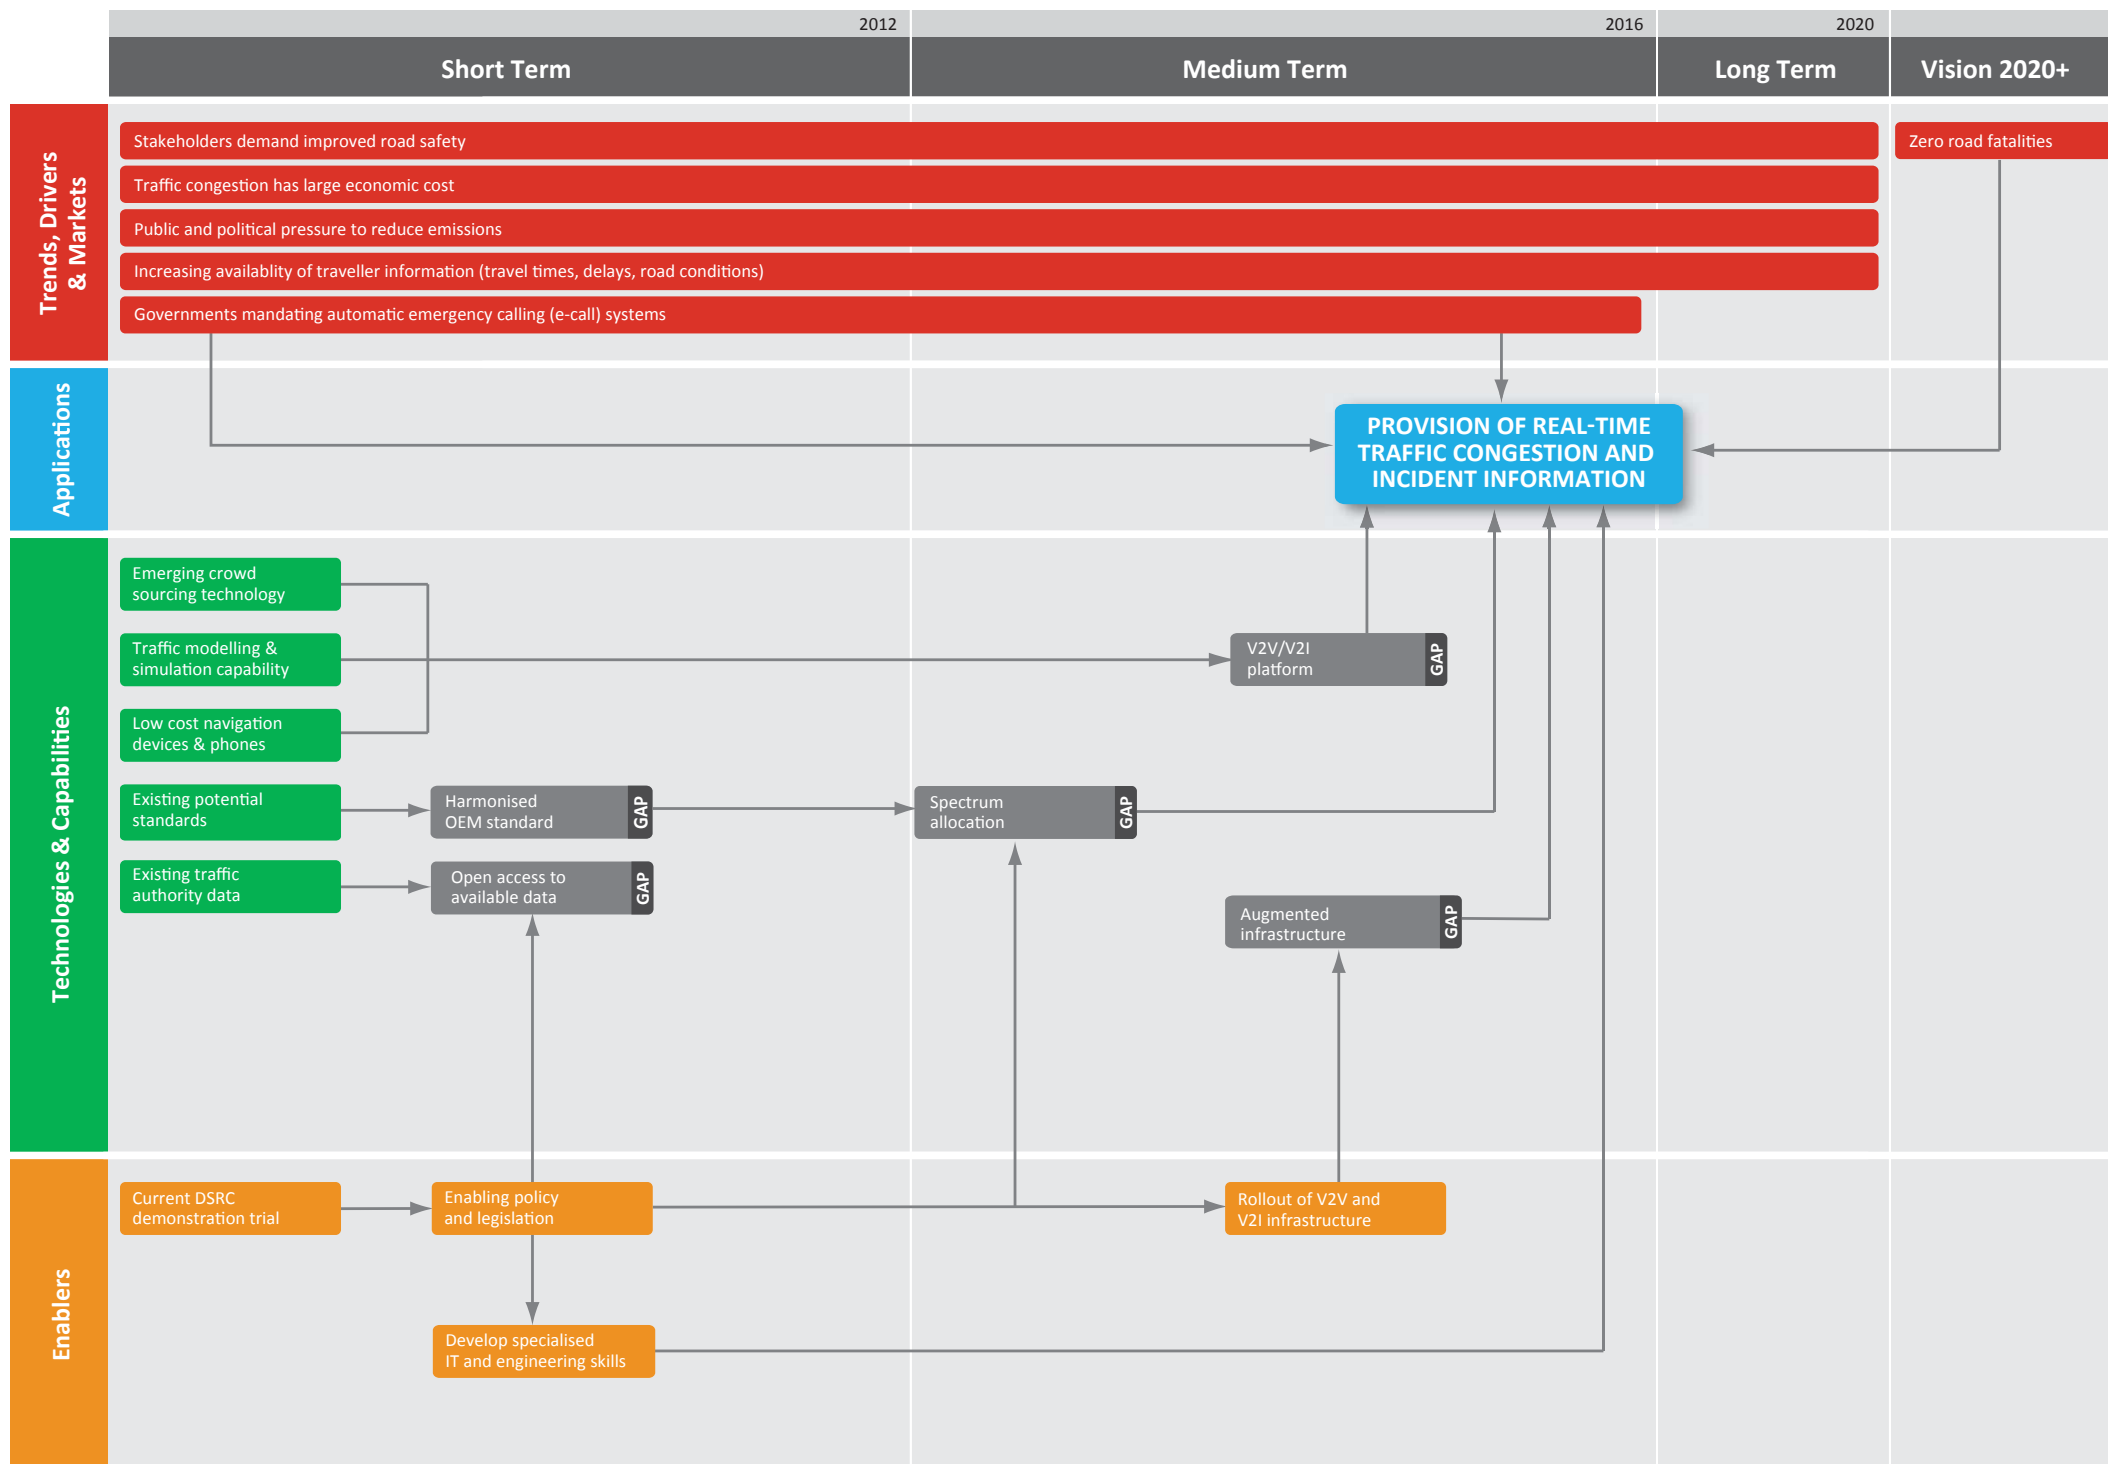 2012
2016
2020
Short Term
Medium Term
Long Term
Vision 2020+
Trends, Drivers
& Markets
Stakeholders demand improved road safety
Zero road fatalities
Traffic congestion has large economic cost
Public and political pressure to reduce emissions
Increasing availablity of traveller information (travel times, delays, road conditions)
Governments mandating automatic emergency calling (e-call) systems
Applications
PROVISION OF REAL-TIME
TRAFFIC CONGESTION AND
INCIDENT INFORMATION
Technologies & Capabilities
Emerging crowd
sourcing technology
Traffic modelling &
simulation capability
V2V/V2I
platform
GAP
Low cost navigation
devices & phones
Existing potential
standards
Harmonised
OEM standard
GAP
Spectrum
allocation
GAP
Existing traffic
authority data
Open access to
available data
GAP
Augmented
infrastructure
GAP
Enablers
Current DSRC
demonstration trial
Enabling policy
and legislation
Rollout of V2V and
V2I infrastructure
Develop specialised
IT and engineering skills